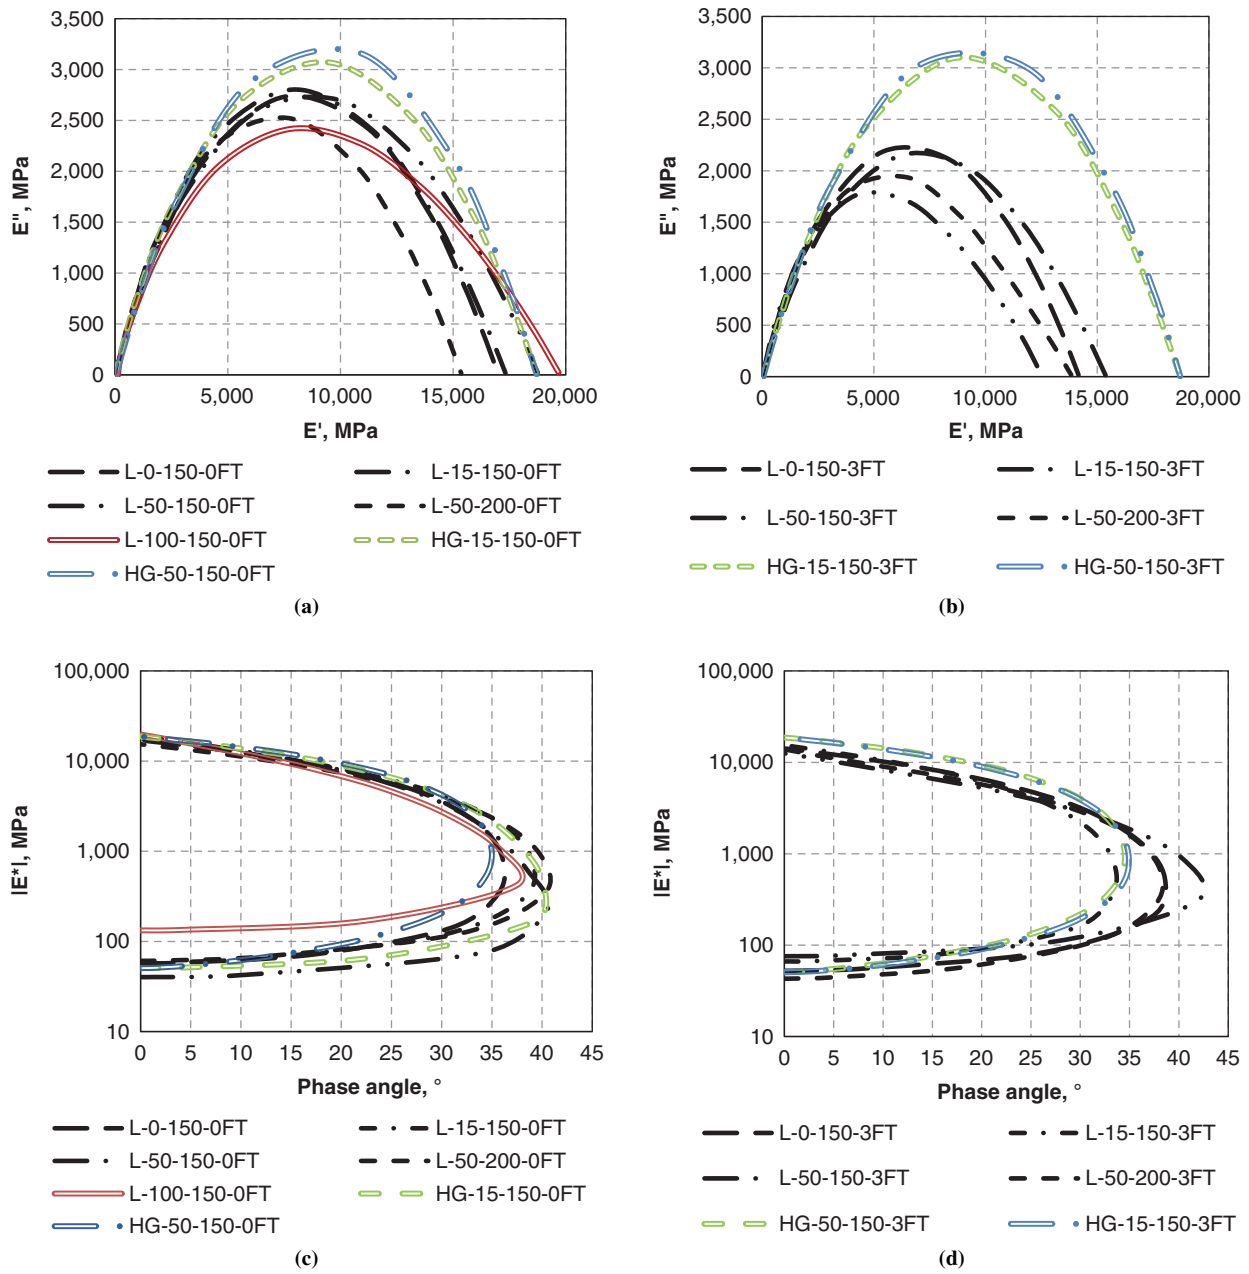 3,500
3,000
2,500
2,000
1,500
1,000
500
0
E", MPa
0 5,000 10,000 15,000 20,000
E', MPa
L-0-150-0FT L-15-150-0FT
L-50-150-0FT L-50-200-0FT
L-100-150-0FT HG-15-150-0FT
HG-50-150-0FT
(a)
3,500
3,000
2,500
2,000
1,500
1,000
500
0
E", MPa
0 5,000 10,000 15,000 20,000
E', MPa
L-0-150-3FT L-15-150-3FT
L-50-150-3FT L-50-200-3FT
HG-15-150-3FT HG-50-150-3FT
(b)
100,000
10,000
1,000
100
10
|E*|, MPa
0 5 10 15 20 25 30 35 40 45
Phase angle, °
L-0-150-0FT L-15-150-0FT
L-50-150-0FT L-50-200-0FT
L-100-150-0FT HG-15-150-0FT
HG-50-150-0FT
(c)
100,000
10,000
1,000
100
10
|E*|, MPa
0 5 10 15 20 25 30 35 40 45
Phase angle, °
L-0-150-3FT L-15-150-3FT
L-50-150-3FT L-50-200-3FT
HG-50-150-3FT HG-15-150-3FT
(d)